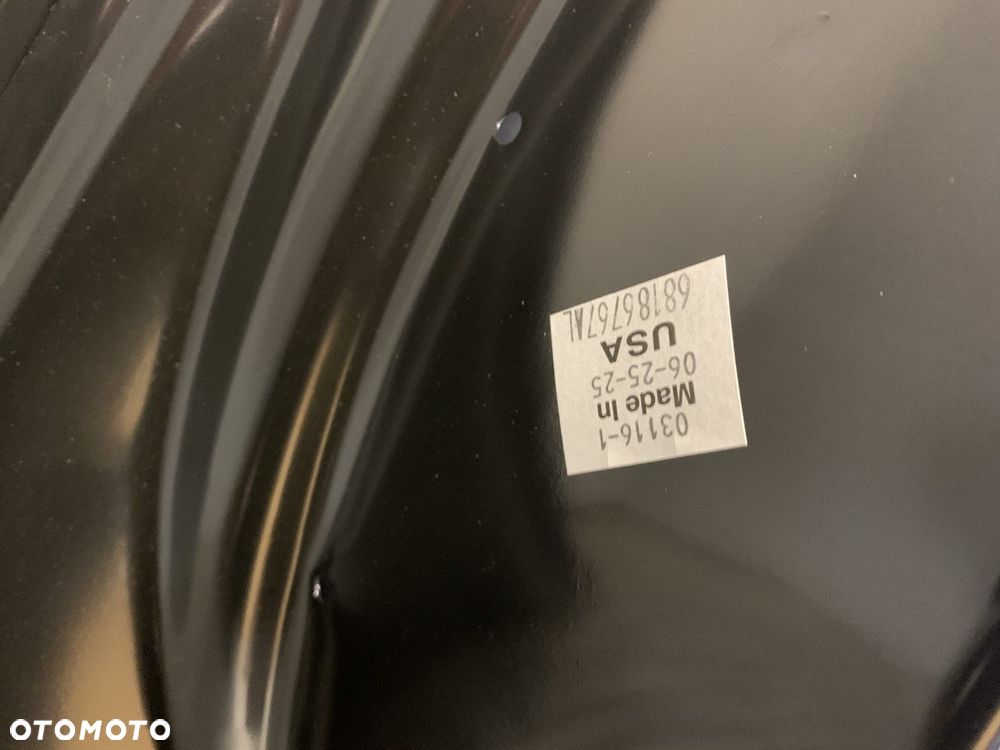 03116-1
Made In
06-25-25
USA
68186767AL
OTOMOTO